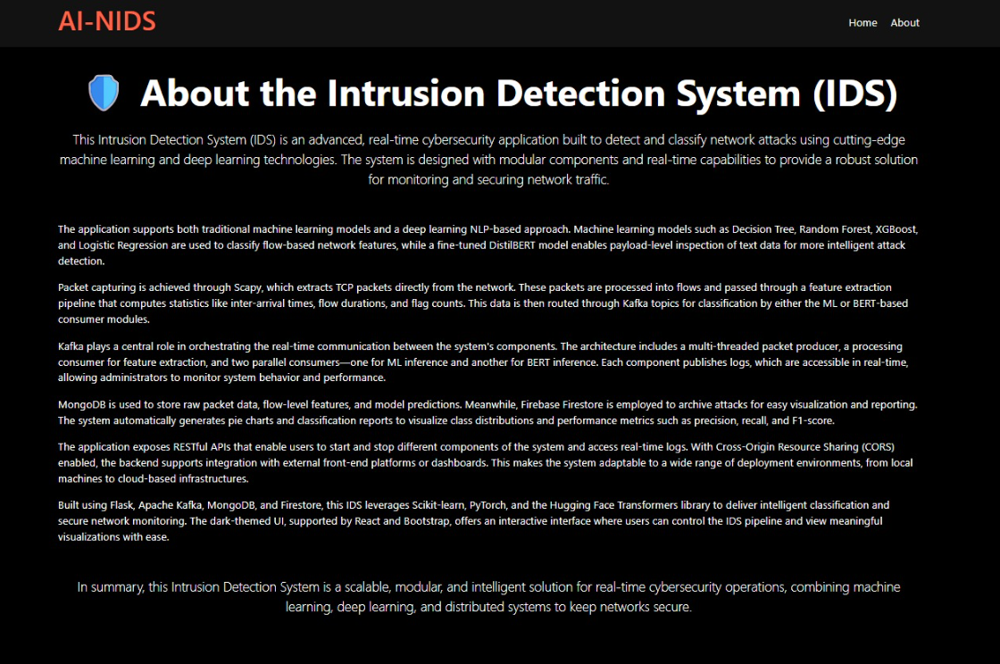 AI-NIDS
Home About
About the Intrusion Detection System (IDS)
This Intrusion Detection System (IDS) is an advanced, real-time cybersecurity application built to detect and classify network attacks using cutting-edge
machine learning and deep learning technologies. The system is designed with modular components and real-time capabilities to provide a robust solution
for monitoring and securing network traffic.
The application supports both traditional machine learning models and a deep learning NLP-based approach. Machine learning models such as Decision Tree, Random Forest, XGBoost,
and Logistic Regression are used to classify flow-based network features, while a fine-tuned DistilBERT model enables payload-level inspection of text data for more intelligent attack
detection.
Packet capturing is achieved through Scapy, which extracts TCP packets directly from the network. These packets are processed into flows and passed through a feature extraction
pipeline that computes statistics like inter-arrival times, flow durations, and flag counts. This data is then routed through Kafka topics for classification by either the ML or BERT-based
consumer modules.
Kafka plays a central role in orchestrating the real-time communication between the system's components. The architecture includes a multi-threaded packet producer, a processing
consumer for feature extraction, and two parallel consumers—one for ML inference and another for BERT inference. Each component publishes logs, which are accessible in real-time,
allowing administrators to monitor system behavior and performance.
MongoDB is used to store raw packet data, flow-level features, and model predictions. Meanwhile, Firebase Firestore is employed to archive attacks for easy visualization and reporting.
The system automatically generates pie charts and classification reports to visualize class distributions and performance metrics such as precision, recall, and F1-score.
The application exposes RESTful APIs that enable users to start and stop different components of the system and access real-time logs. With Cross-Origin Resource Sharing (CORS)
enabled, the backend supports integration with external front-end platforms or dashboards. This makes the system adaptable to a wide range of deployment environments, from local
machines to cloud-based infrastructures.
Built using Flask, Apache Kafka, MongoDB, and Firestore, this IDS leverages Scikit-learn, PyTorch, and the Hugging Face Transformers library to deliver intelligent classification and
secure network monitoring. The dark-themed UI, supported by React and Bootstrap, offers an interactive interface where users can control the IDS pipeline and view meaningful
visualizations with ease.
In summary, this Intrusion Detection System is a scalable, modular, and intelligent solution for real-time cybersecurity operations, combining machine
learning, deep learning, and distributed systems to keep networks secure.